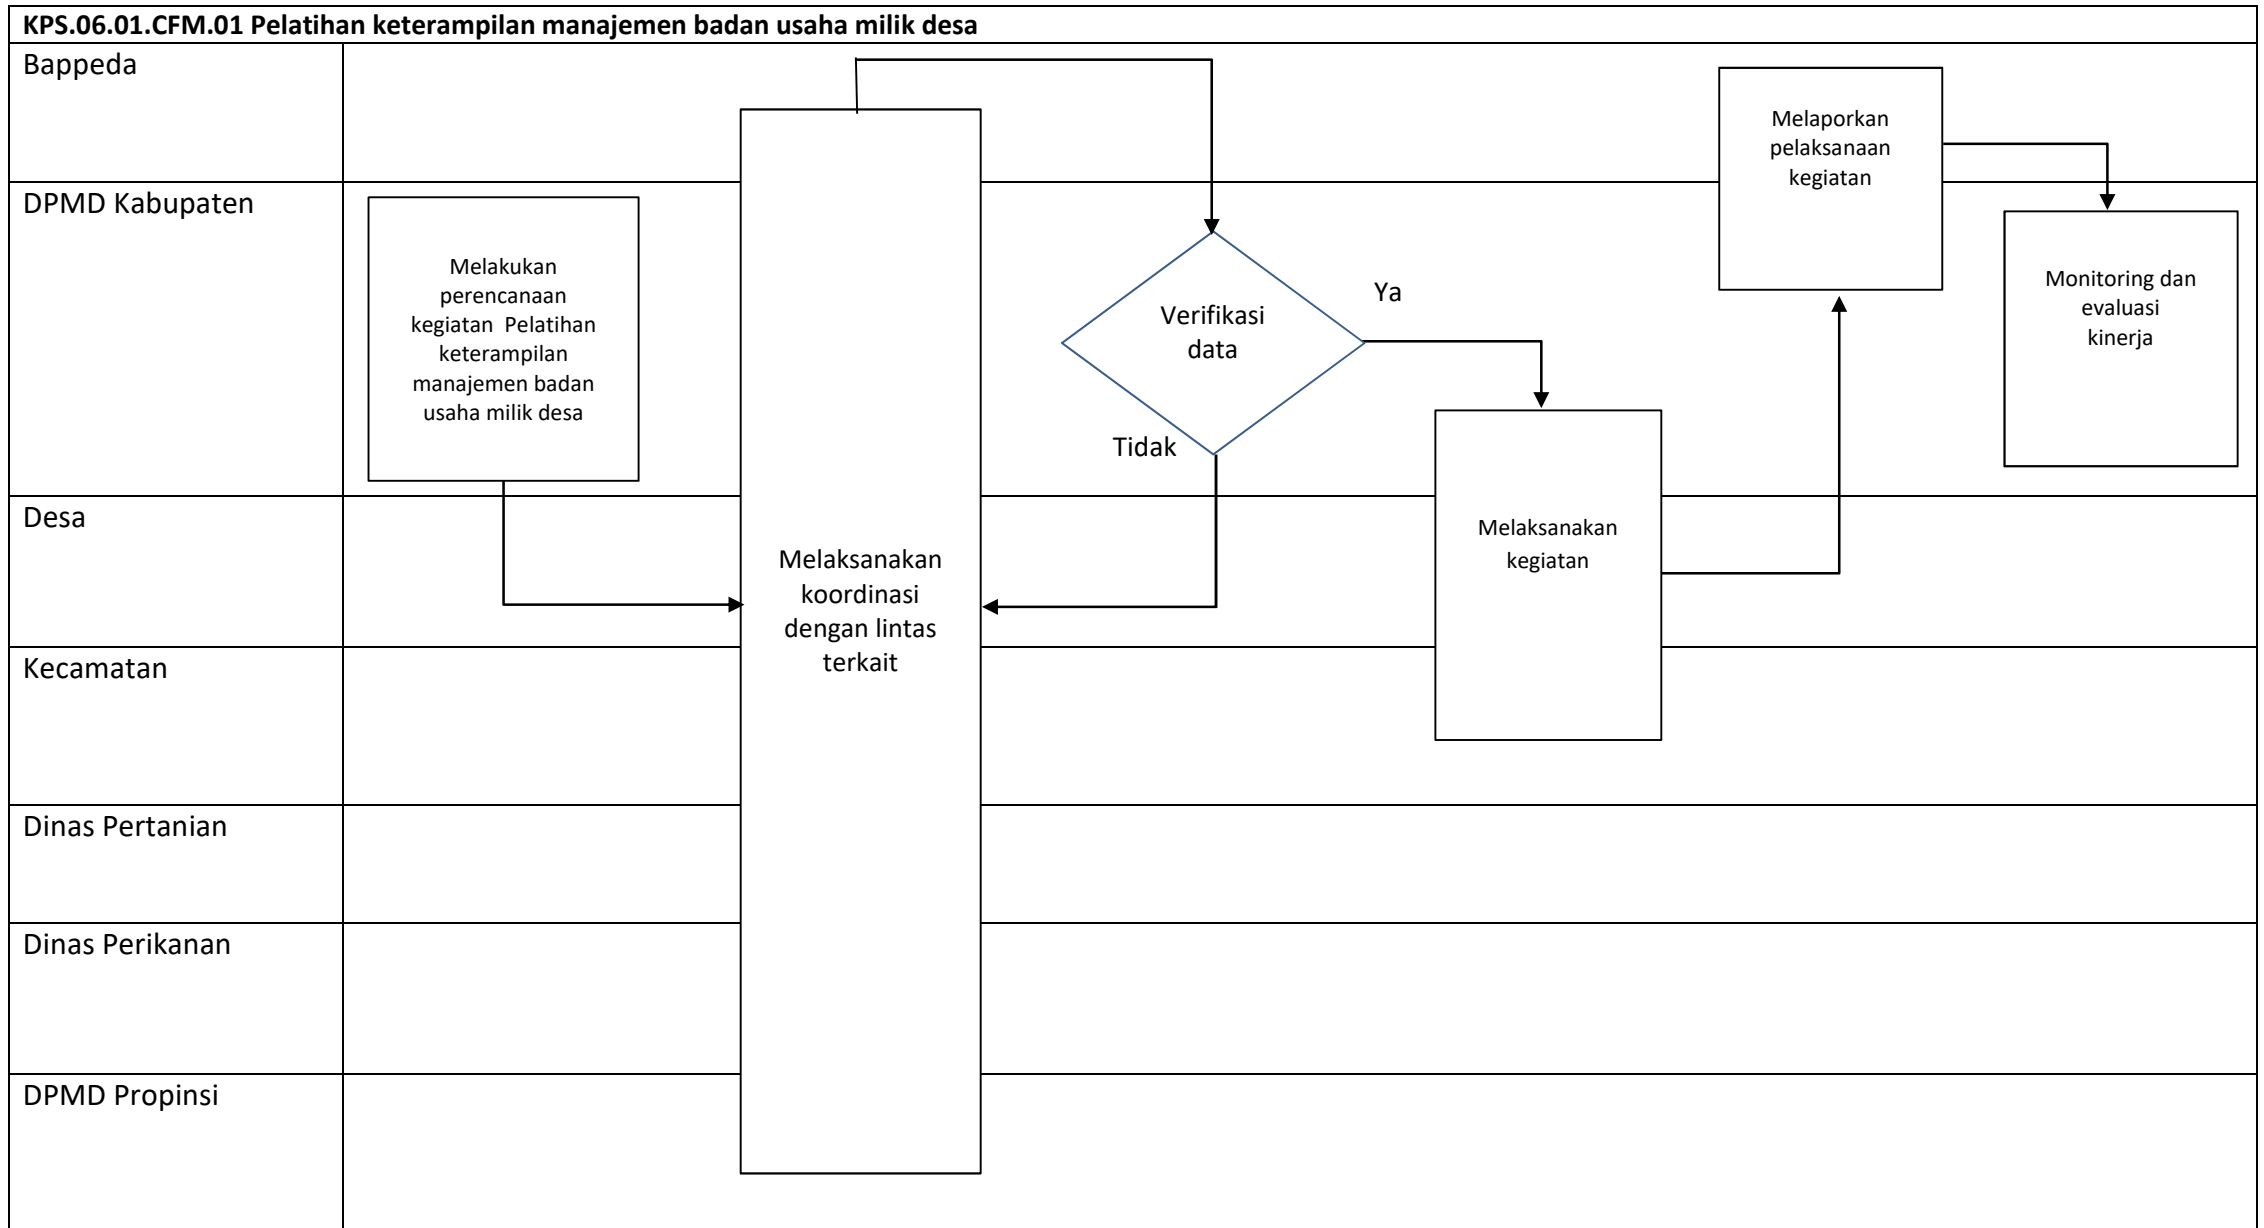 KPS.06.01.CFM.01 Pelatihan keterampilan manajemen badan usaha milik desa
Bappeda
Melaporkan
pelaksanaan
kegiatan
DPMD Kabupaten
Melakukan
perencanaan
kegiatan  Pelatihan
keterampilan
manajemen badan
usaha milik desa
Verifikasi
data
Ya
Tidak
Monitoring dan
evaluasi
kinerja
Desa
Melaksanakan
koordinasi
dengan lintas
terkait
Melaksanakan
kegiatan
Kecamatan
Dinas Pertanian
Dinas Perikanan
DPMD Propinsi